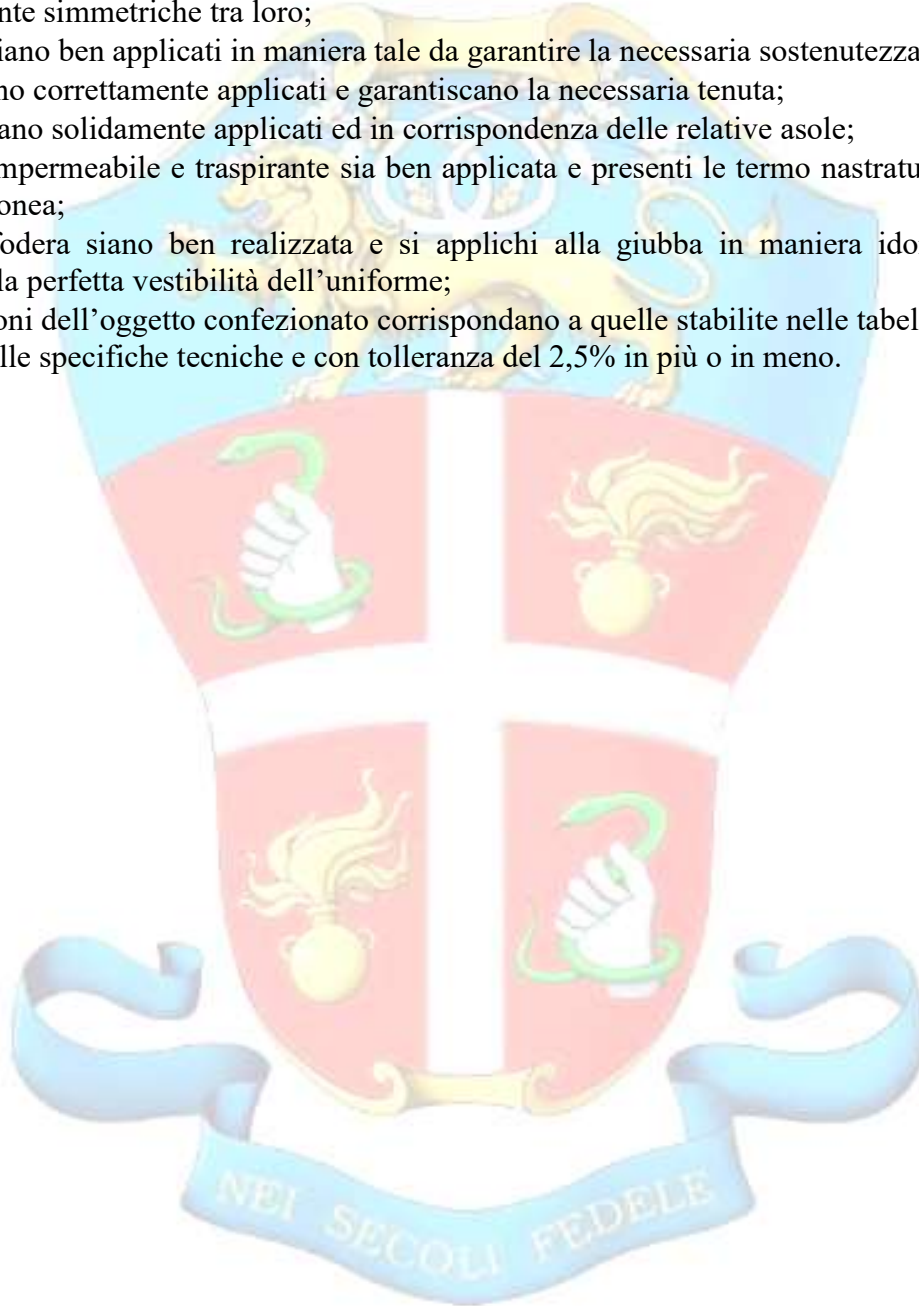 nte simmetriche tra loro;
iano ben applicati in maniera tale da garantire la necessaria sostenutezza
no correttamente applicati e garantiscano la necessaria tenuta;
ano solidamente applicati ed in corrispondenza delle relative asole;
mpermeabile e traspirante sia ben applicata e presenti le termo nastratu
onea;
odera siano ben realizzata e si applichi alla giubba in maniera ido
la perfetta vestibilità dell’uniforme;
oni dell’oggetto confezionato corrispondano a quelle stabilite nelle tabel
lle specifiche tecniche e con tolleranza del 2,5% in più o in meno.
NEI SECOLI FEDELE